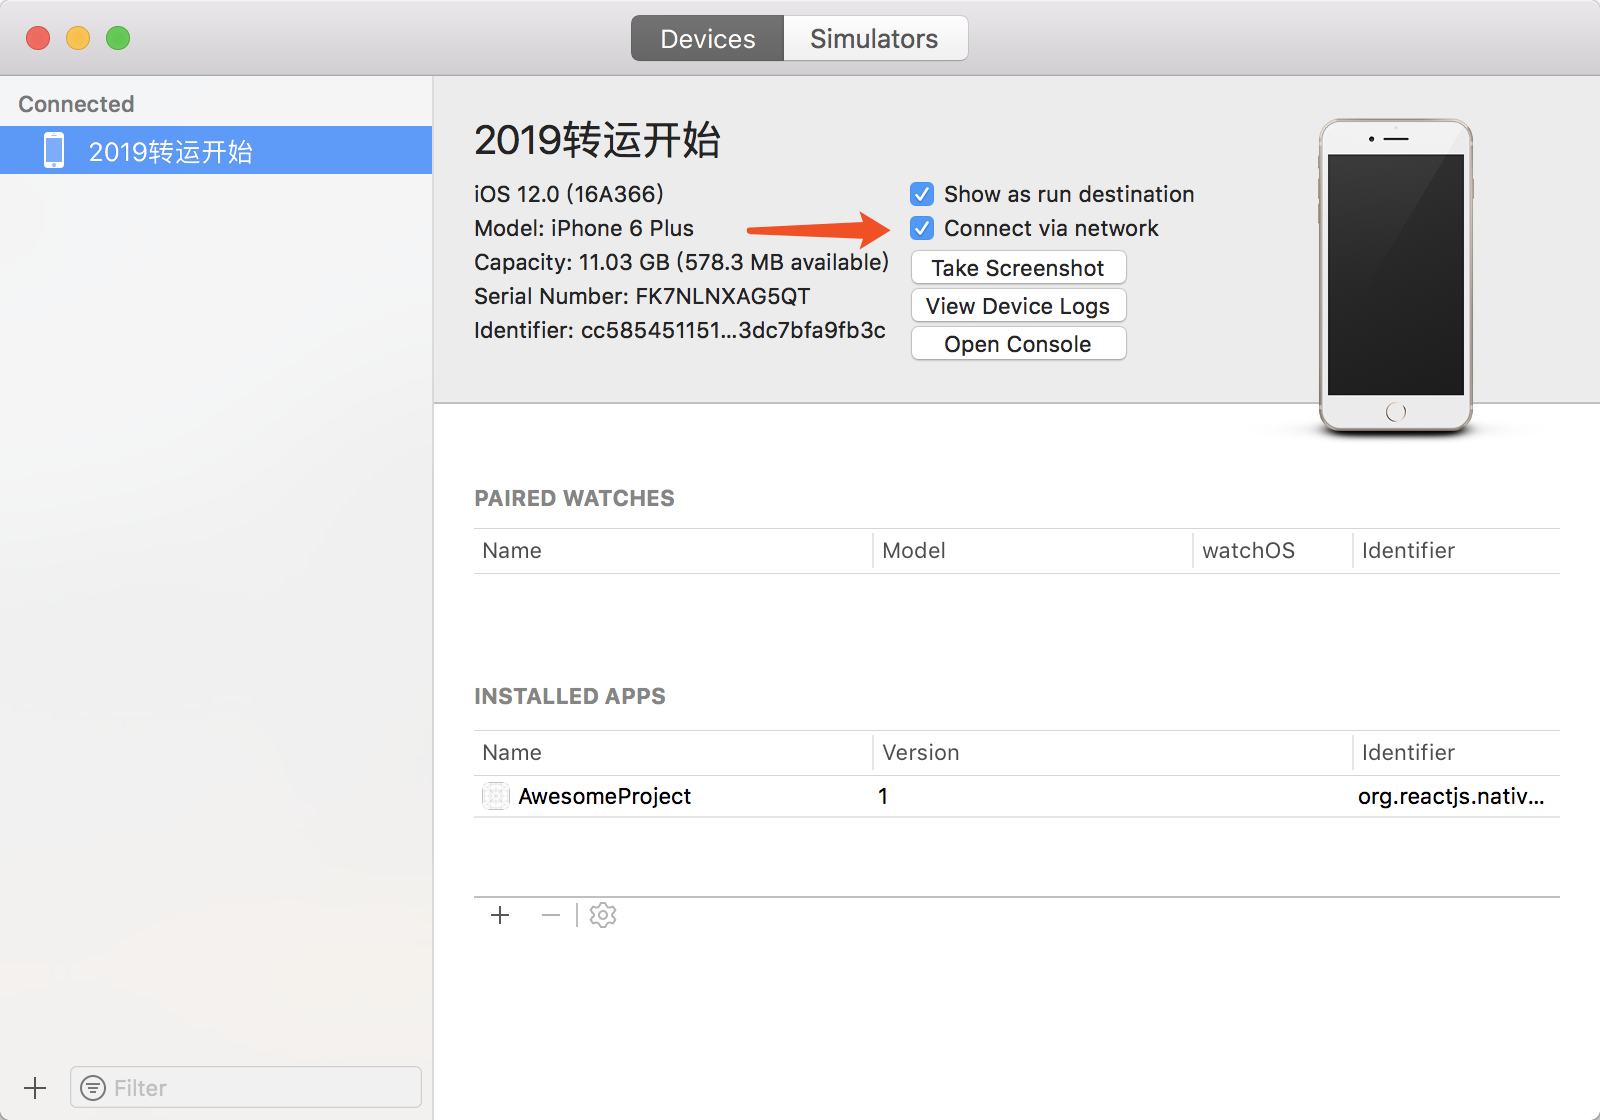 Devices
Simulators
Connected
2019转运开始
2019转运开始
iOS 12.0 (16A366)
Model: iPhone 6 Plus
Capacity: 11.03 GB (578.3 MB available)
Serial Number: FK7NLNXAG5QT
Identifier: cc585451151...3dc7bfa9fb3c
Show as run destination
Connect via network
Take Screenshot
View Device Logs
Open Console
PAIRED WATCHES
Name Model watchOS Identifier
INSTALLED APPS
Name Version Identifier
AwesomeProject 1 org.reactjs.nativ...
Filter